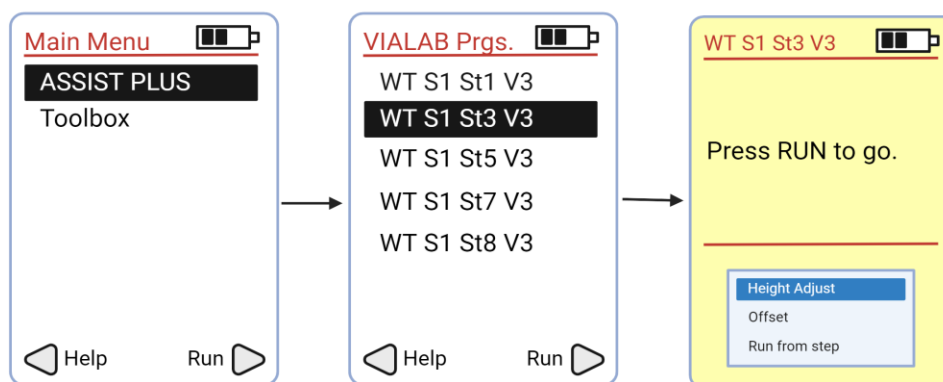 Main Menu
ASSIST PLUS
Toolbox
Help Run
VIALAB Prgs.
WT S1 St1 V3
WT S1 St3 V3
WT S1 St5 V3
WT S1 St7 V3
WT S1 St8 V3
Help Run
WT S1 St3 V3
Press RUN to go.
Height Adjust
Offset
Run from step